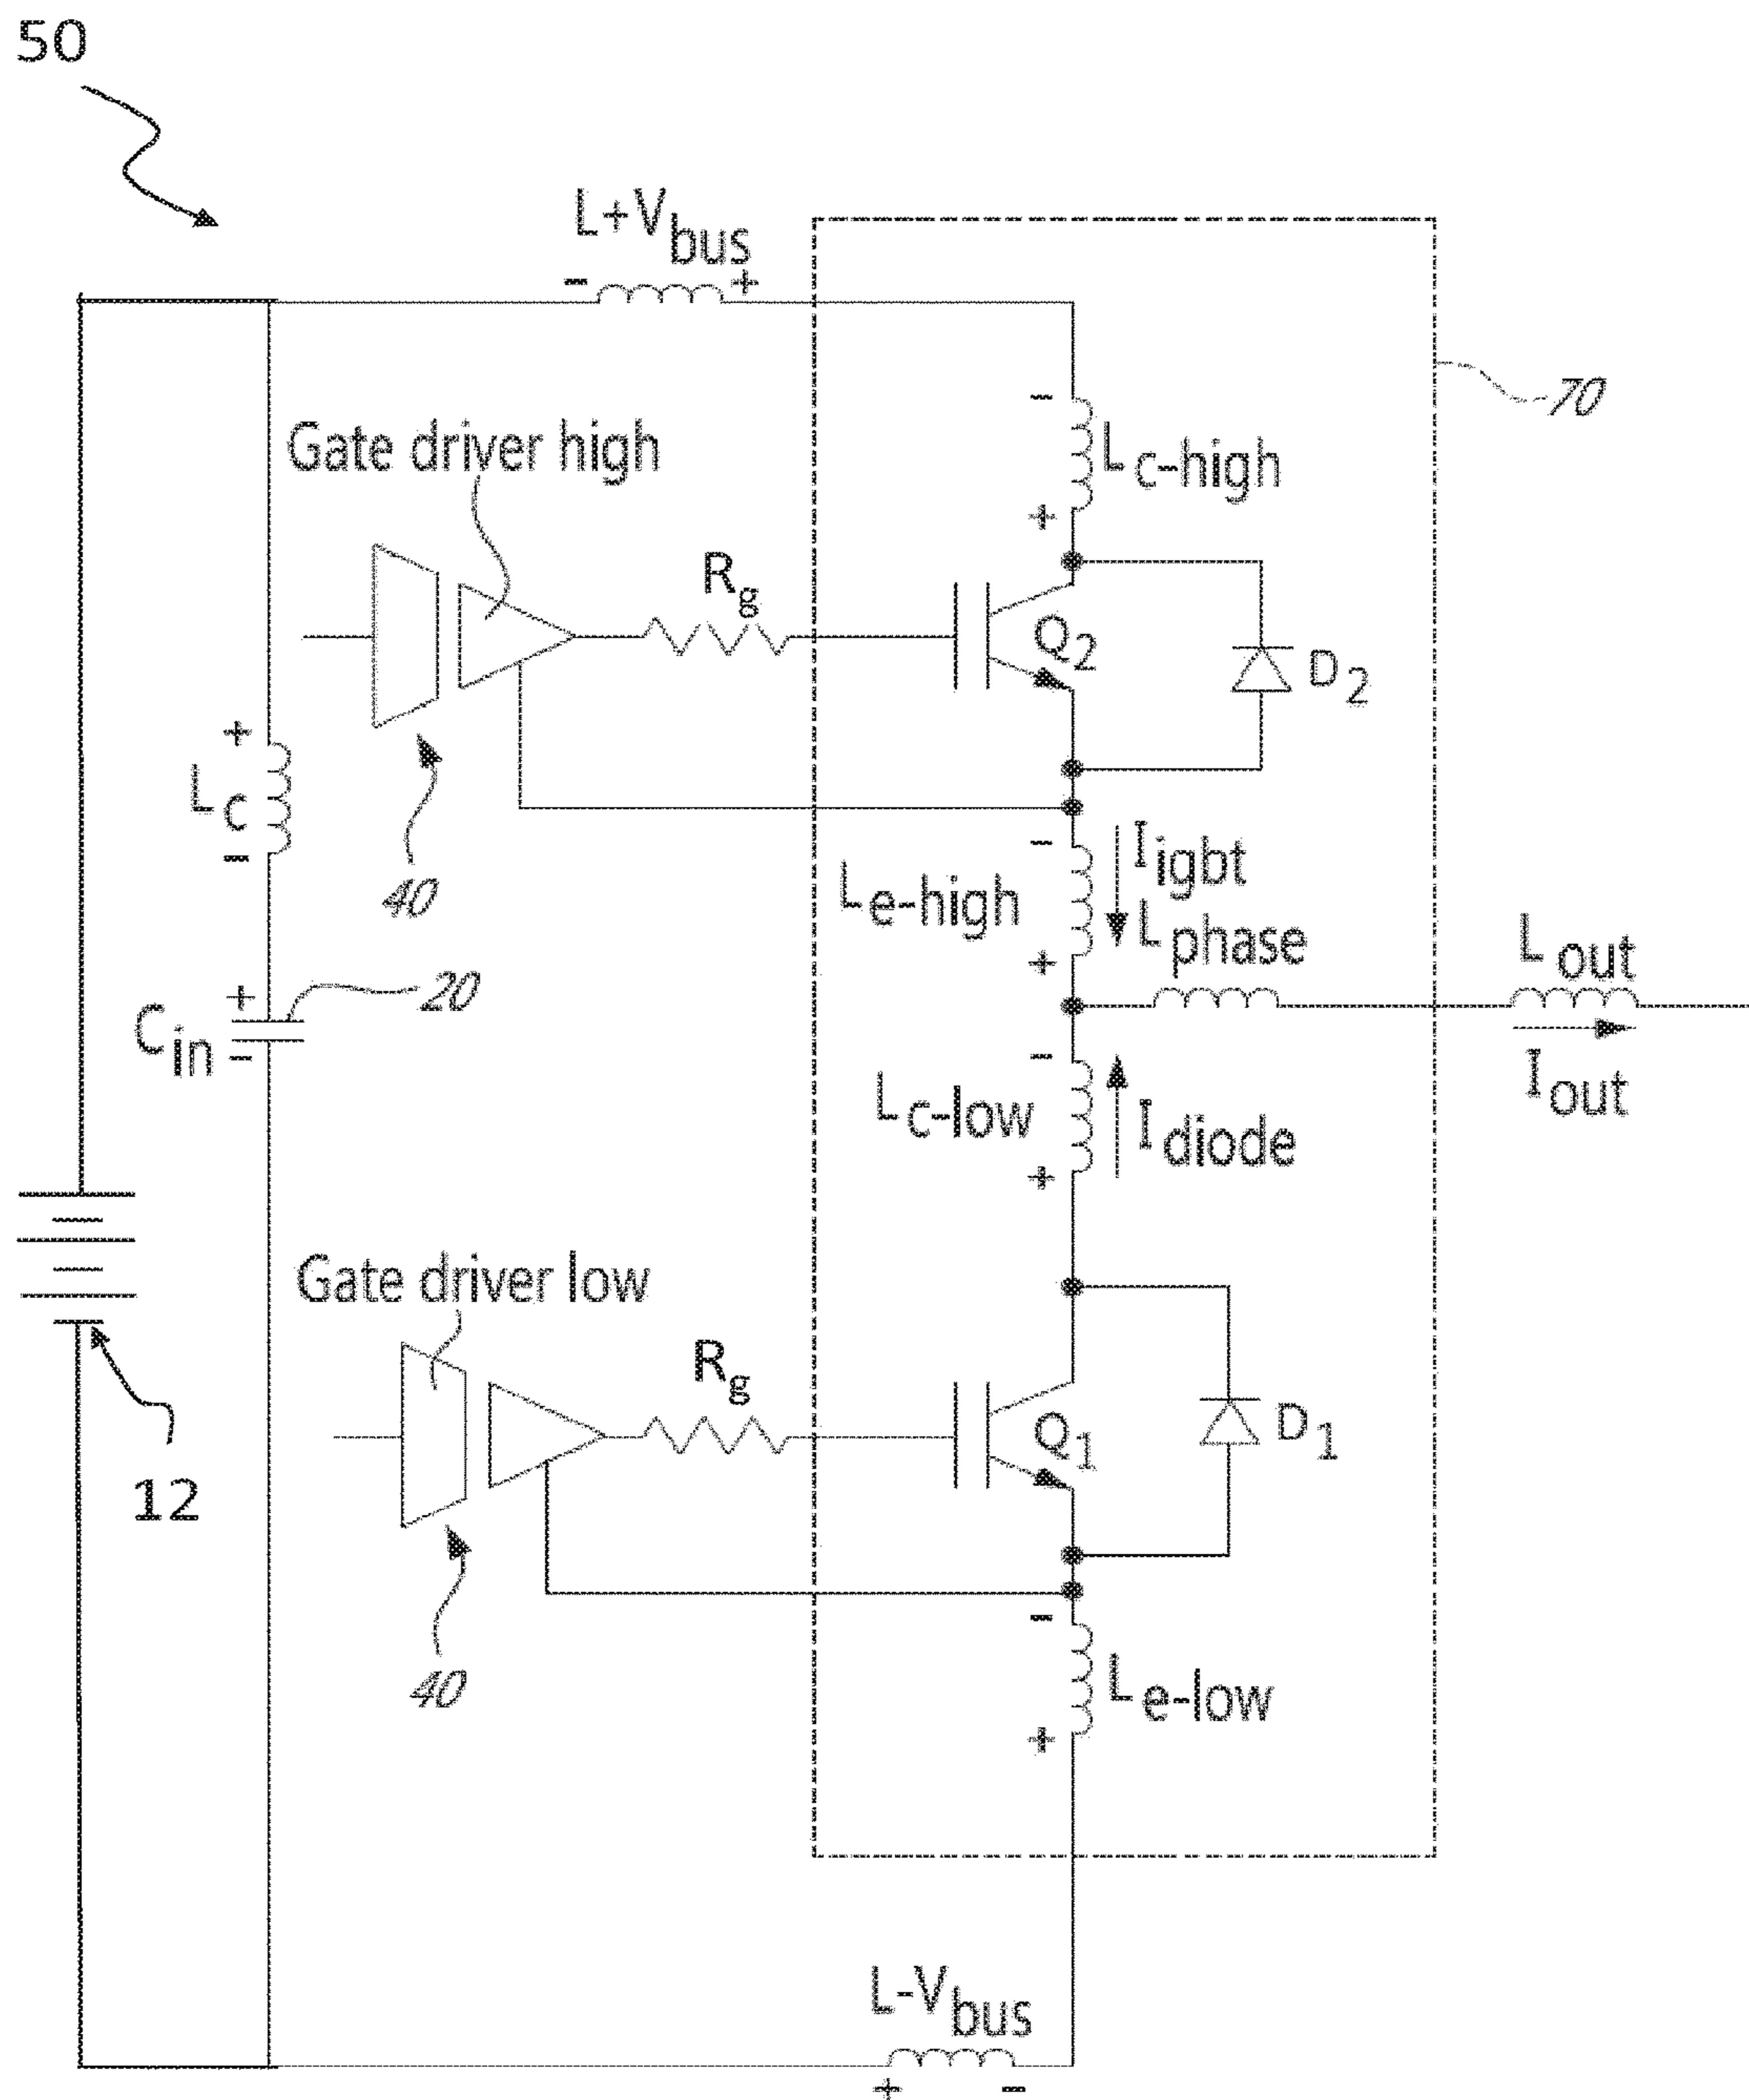 50
L+Vbus
- +
70
-
Lc-high
+
Gate driver high
Rg
Q2
D2
+
Lc
-
40
-
Iigbt
Le-high
Lphase
+
Lout
Iout
+
20
Cin
-
-
Lc-low
Idiode
+
Gate driver low
Rg
Q1
D1
12
40
-
Le-low
+
L-Vbus
+ -